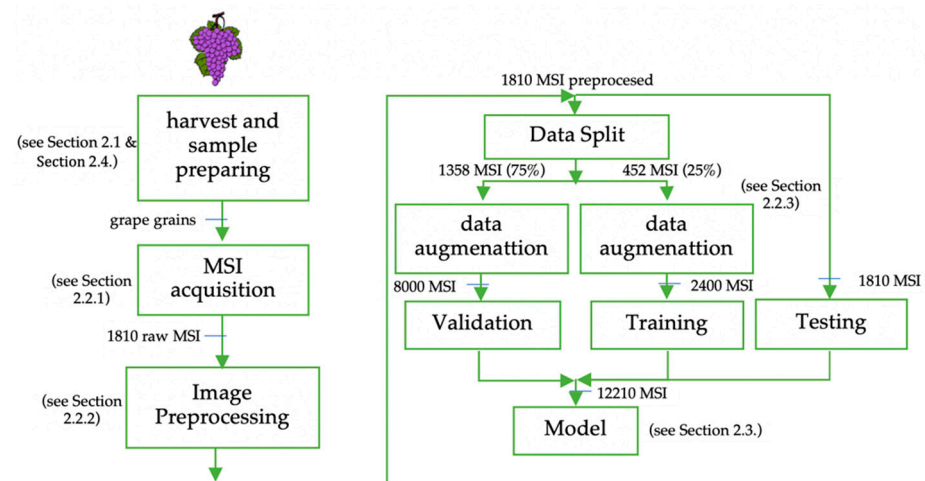 harvest and
sample
preparing
(see Section 2.1 &
Section 2.4.)
grape grains
MSI
acquisition
(see Section
2.2.1)
1810 raw MSI
Image
Preprocessing
(see Section
2.2.2)
1810 MSI preprocesed
Data Split
1358 MSI (75%)
452 MSI (25%)
(see Section
2.2.3)
data
augmenattion
data
augmenattion
8000 MSI
2400 MSI
1810 MSI
Validation
Training
Testing
12210 MSI
Model
(see Section 2.3.)